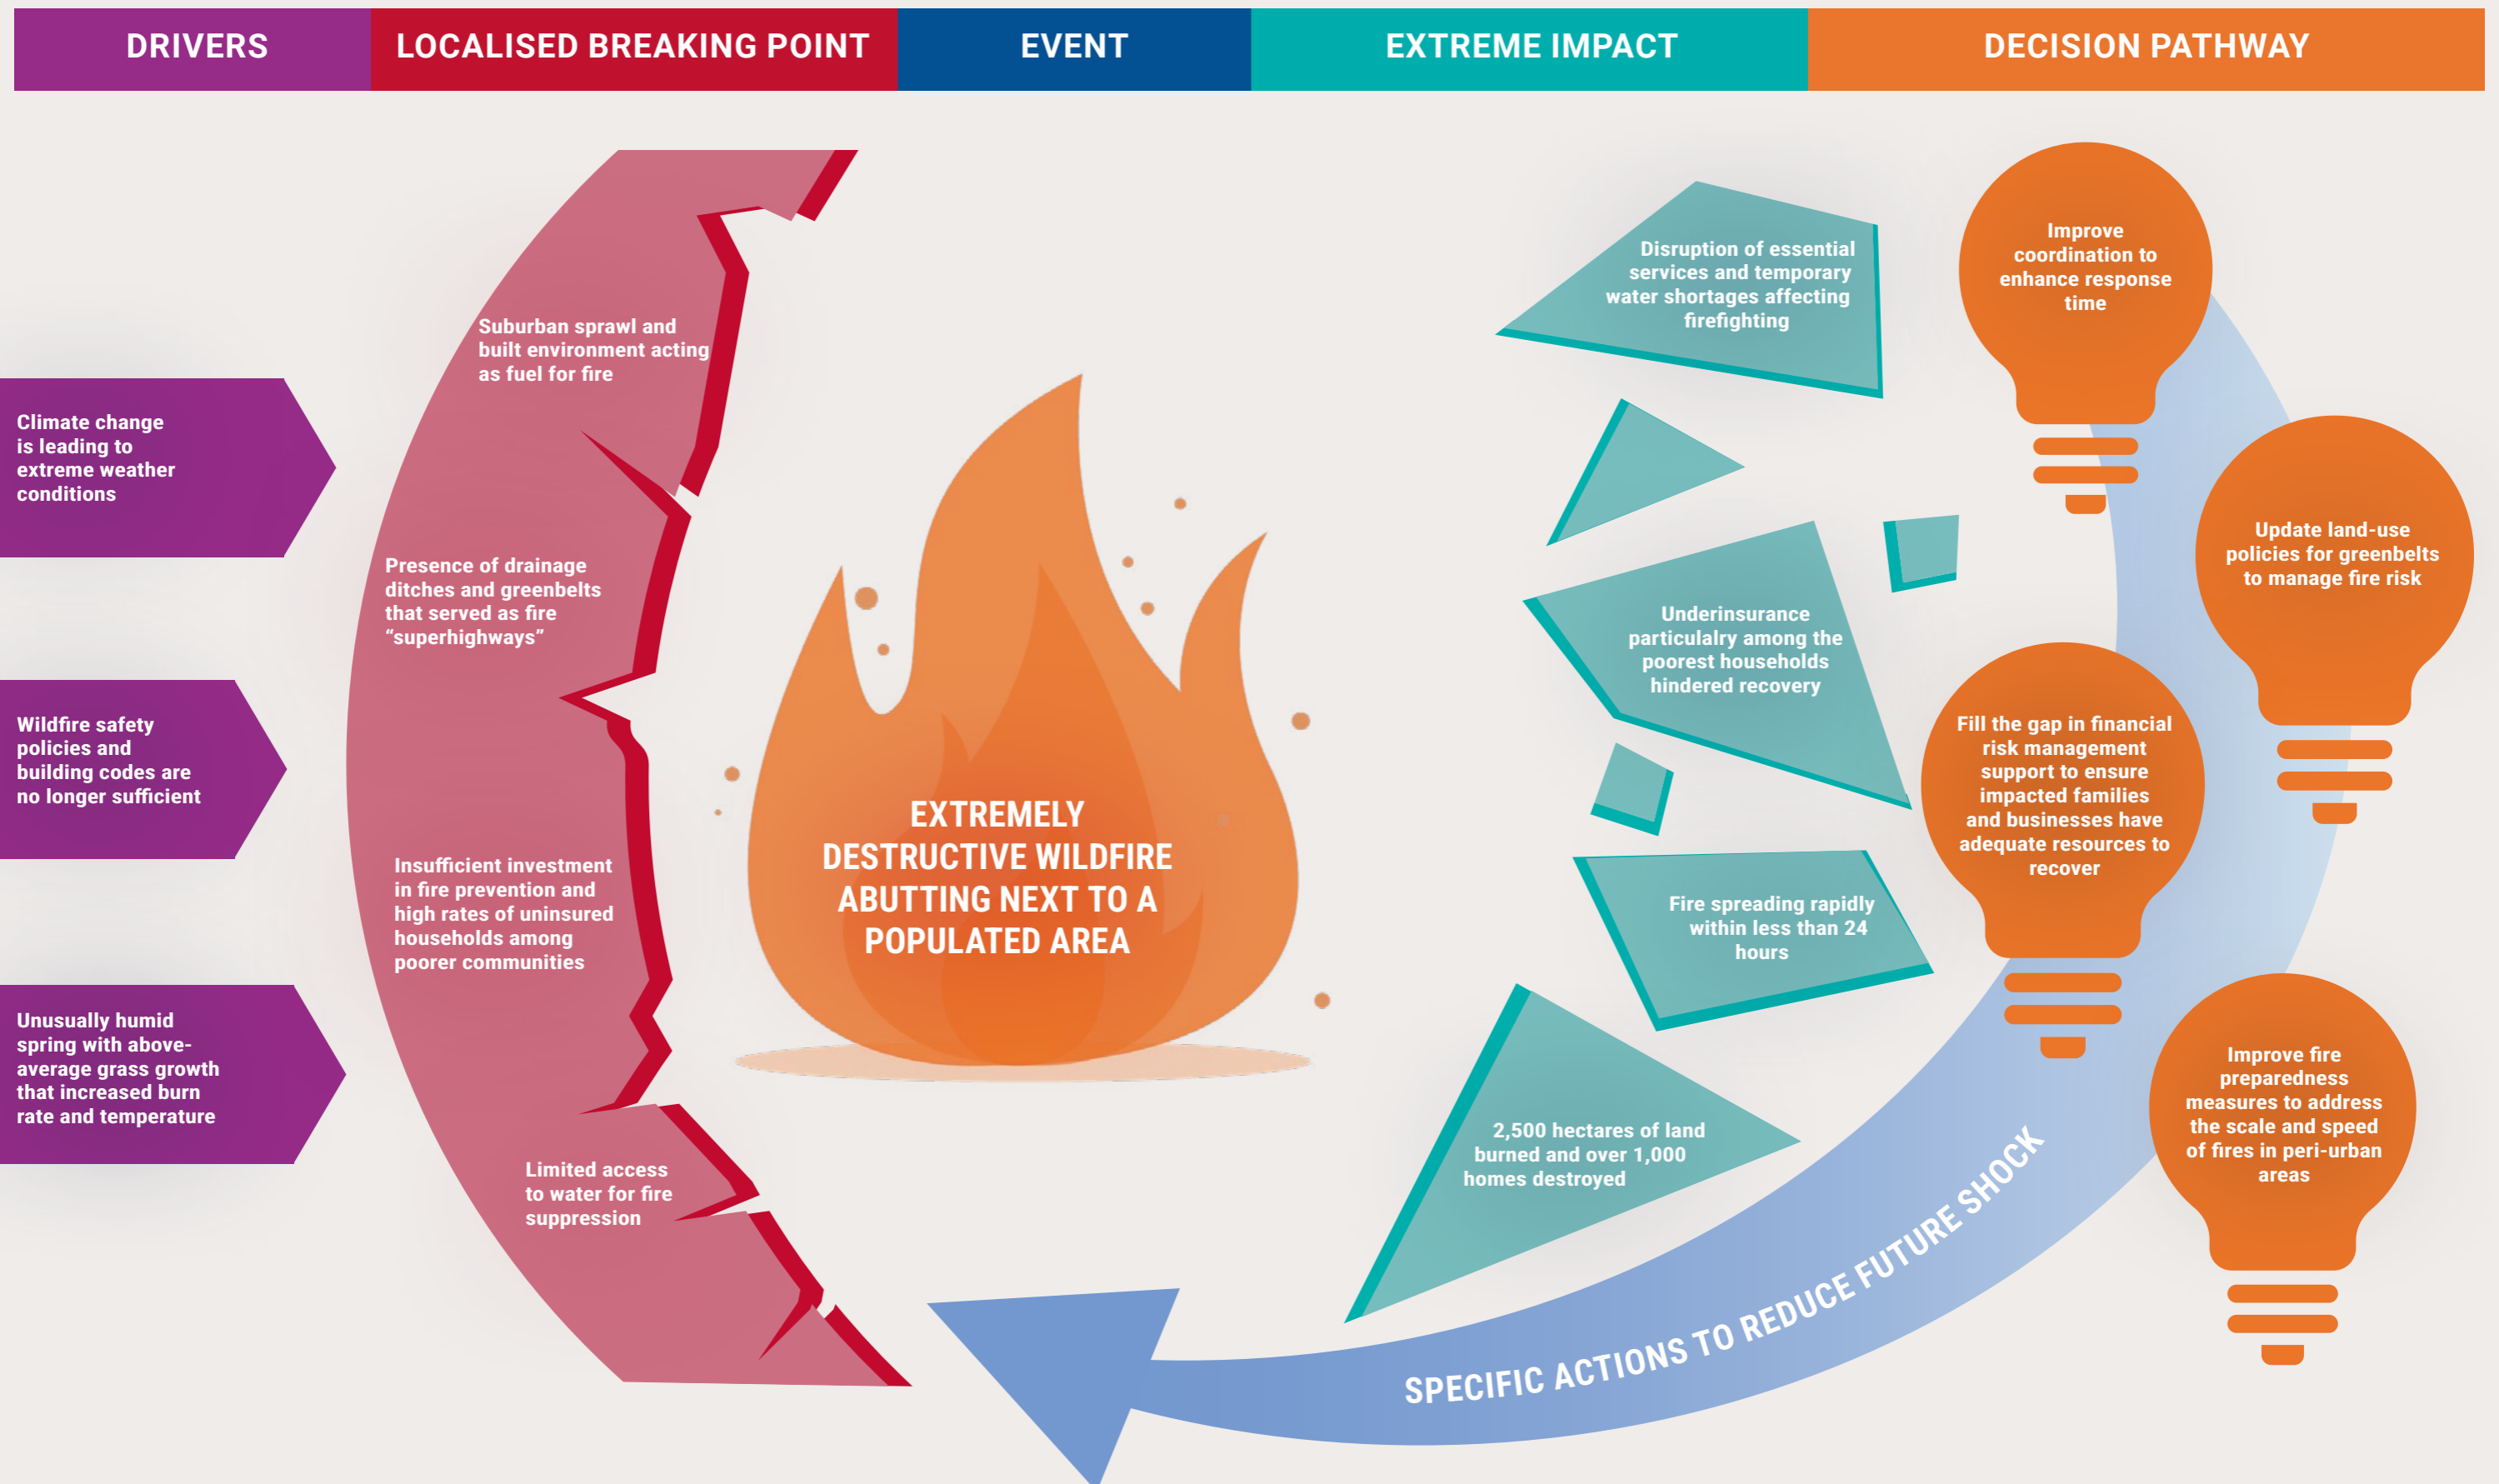 DRIVERS
LOCALISED BREAKING POINT
EVENT
EXTREME IMPACT
DECISION PATHWAY
Climate change
is leading to
extreme weather
conditions
Wildfire safety
policies and
building codes are
no longer sufficient
Unusually humid
spring with above-
average grass growth
that increased burn
rate and temperature
Suburban sprawl and
built environment acting
as fuel for fire
Presence of drainage
ditches and greenbelts
that served as fire
“superhighways”
Insufficient investment
in fire prevention and
high rates of uninsured
households among
poorer communities
Limited access
to water for fire
suppression
EXTREMELY
DESTRUCTIVE WILDFIRE
ABUTTING NEXT TO A
POPULATED AREA
Disruption of essential
services and temporary
water shortages affecting
firefighting
Underinsurance
particulalry among the
poorest households
hindered recovery
Fire spreading rapidly
within less than 24
hours
2,500 hectares of land
burned and over 1,000
homes destroyed
Improve
coordination to
enhance response
time
Update land-use
policies for greenbelts
to manage fire risk
Fill the gap in financial
risk management
support to ensure
impacted families
and businesses have
adequate resources to
recover
Improve fire
preparedness
measures to address
the scale and speed
of fires in peri-urban
areas
SPECIFIC ACTIONS TO REDUCE FUTURE SHOCK